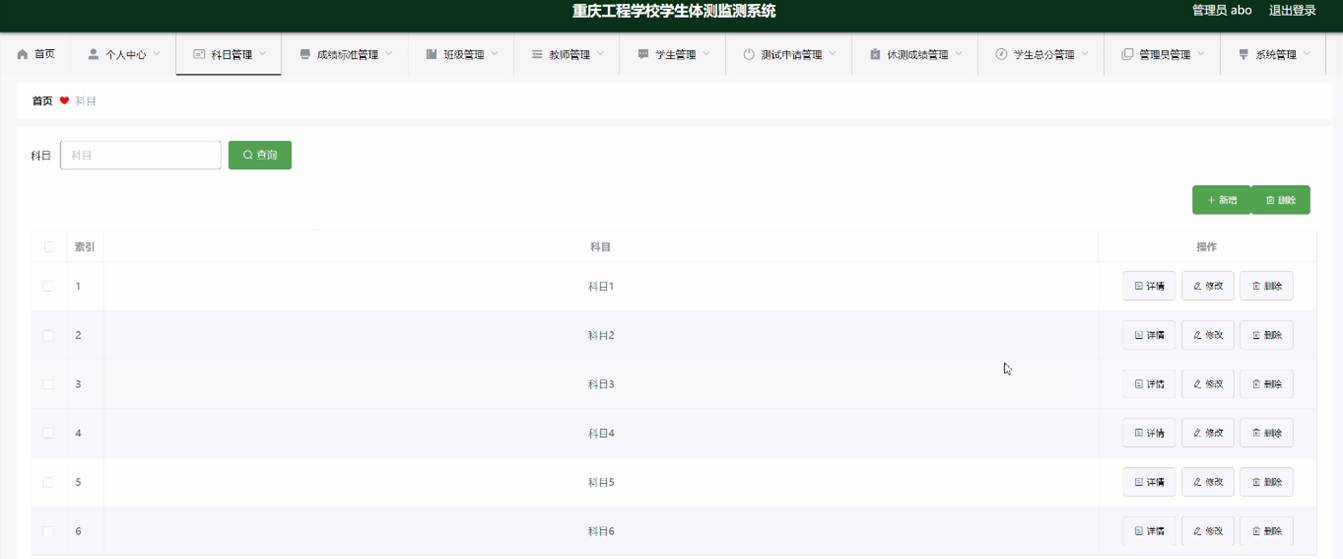 重庆工程学校学生体测监测系统
管理员 abo 退出登录
首页 个人中心 科目管理 成绩标准管理 班级管理 教师管理 学生管理 测试申请管理 体测成绩管理 学生总分管理 管理员管理 系统管理
首页 科目
科目 科目 查询
新增 删除
索引 科目 操作
1 科目1 详情 修改 删除
2 科目2 详情 修改 删除
3 科目3 详情 修改 删除
4 科目4 详情 修改 删除
5 科目5 详情 修改 删除
6 科目6 详情 修改 删除